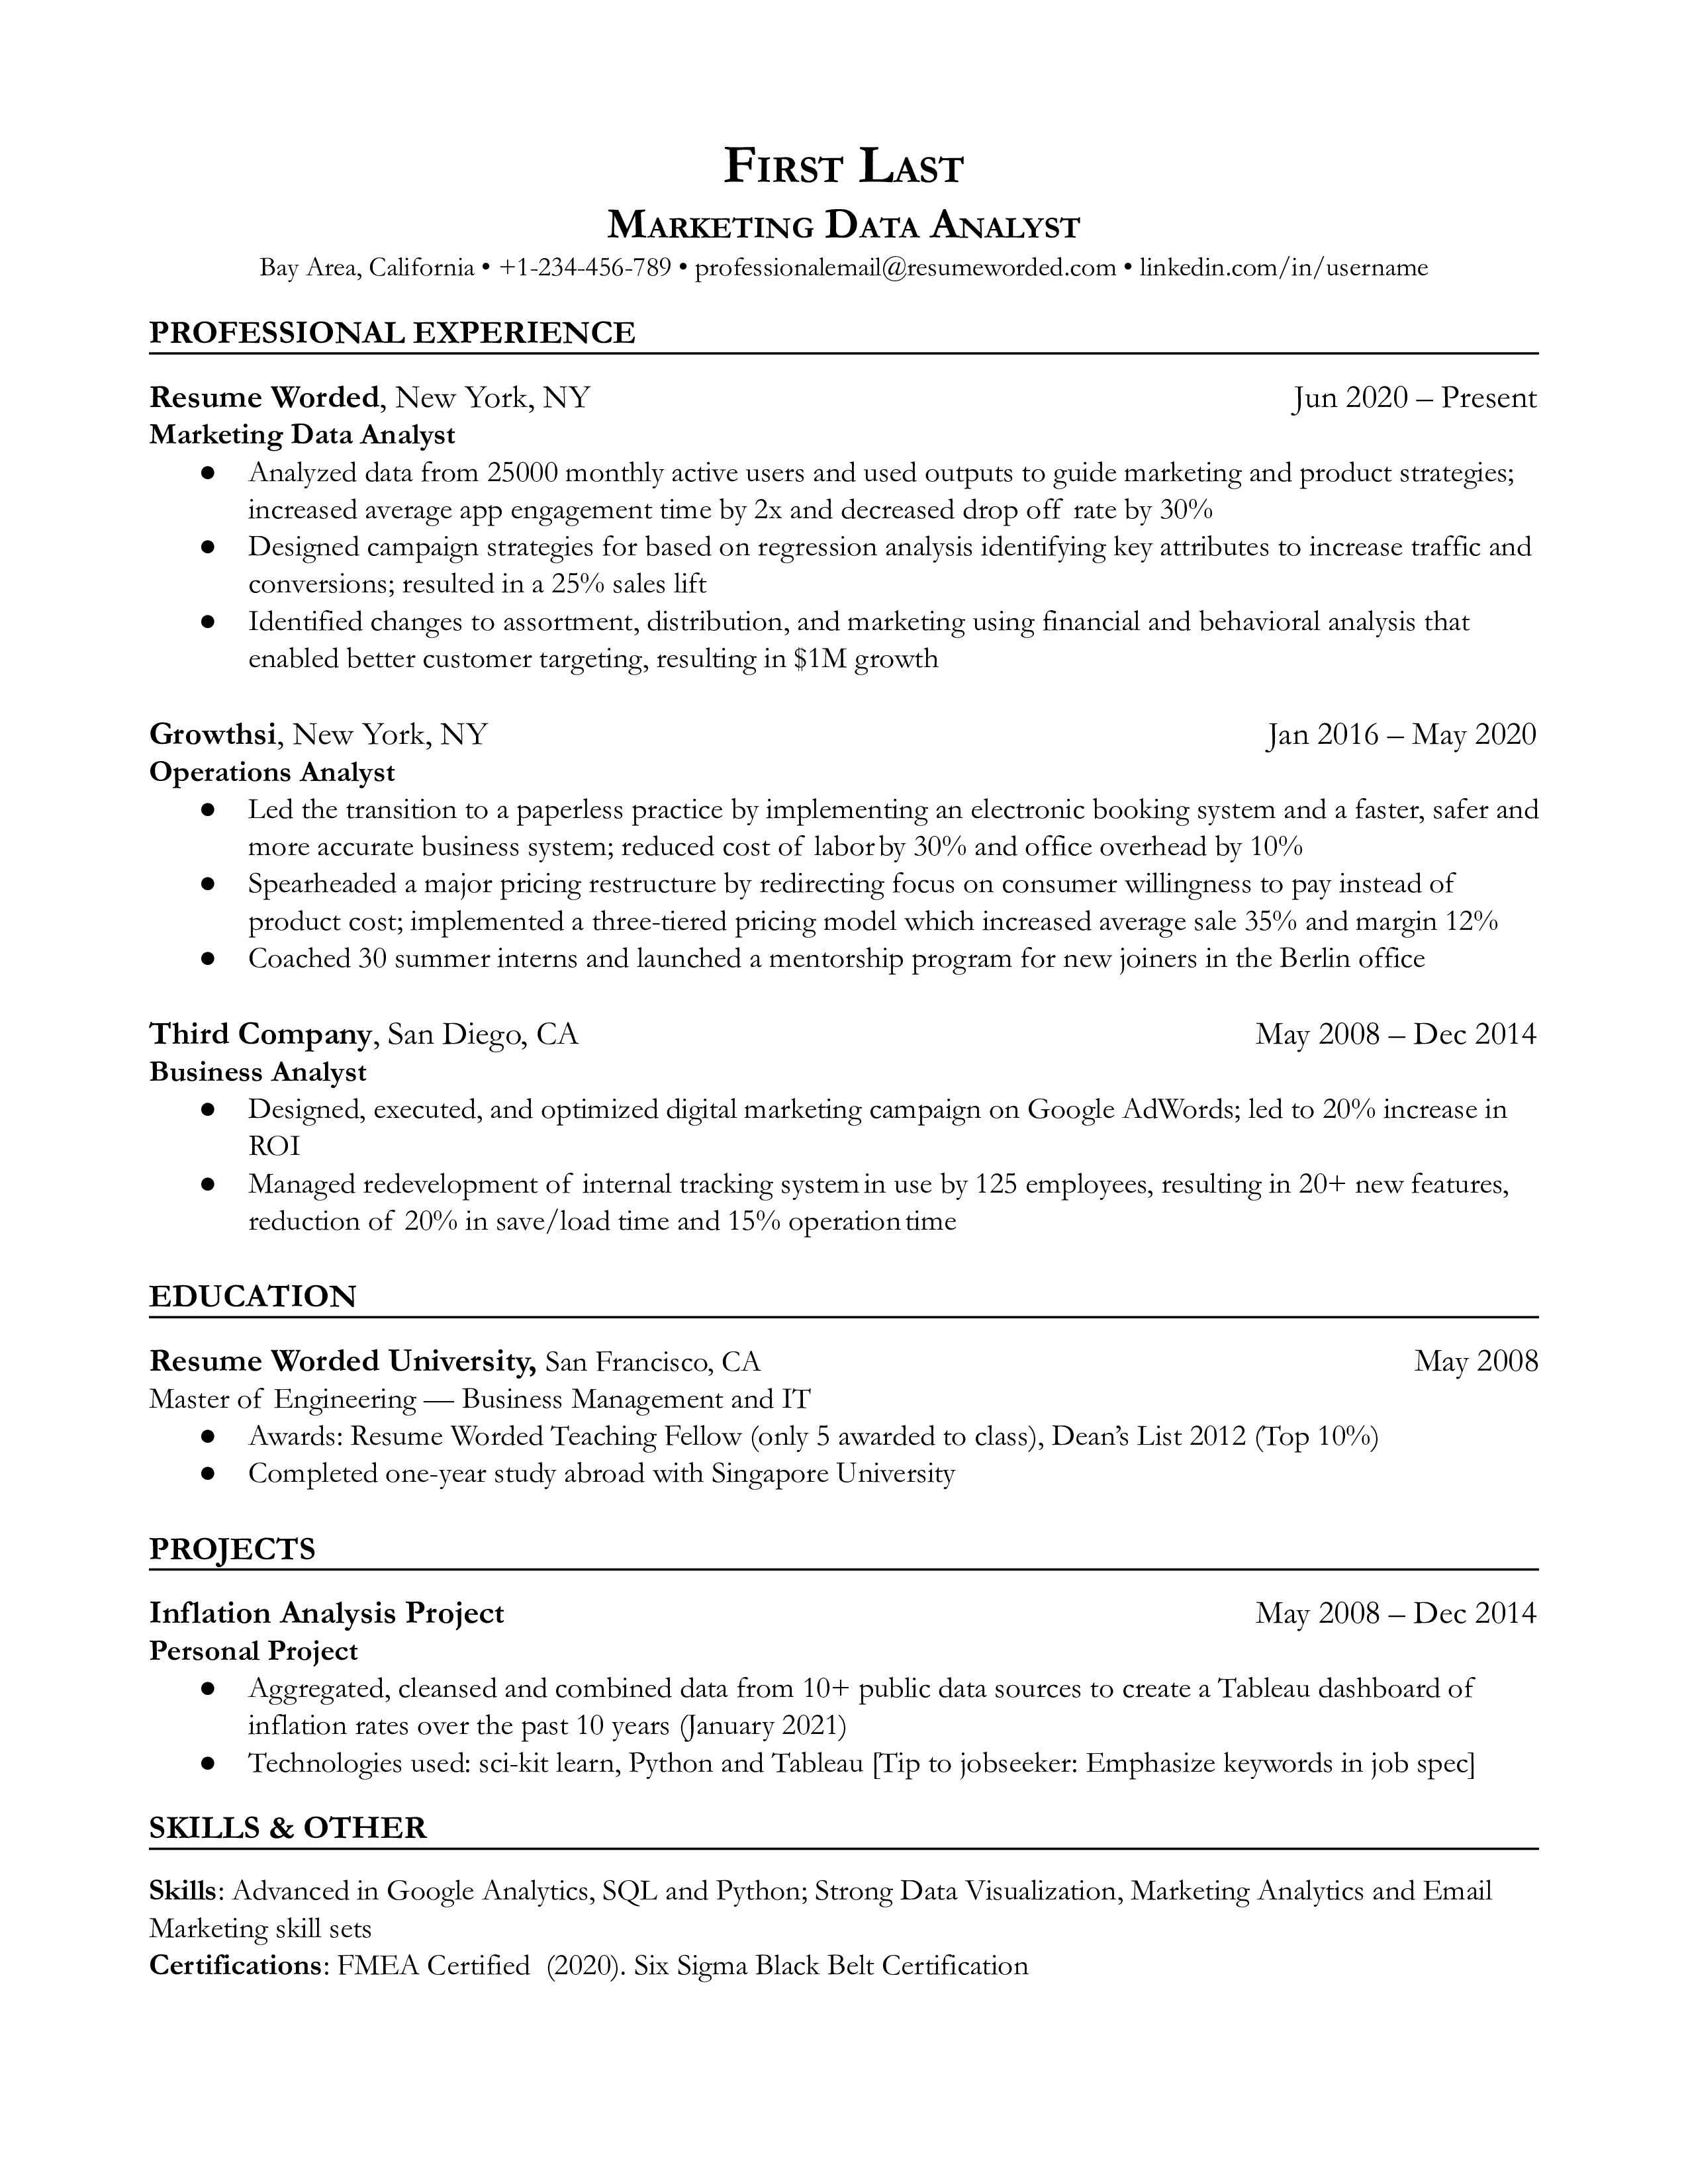 First Last
Marketing Data Analyst
Bay Area, California • +1-234-456-789 • professionalemail@resumeworded.com • linkedin.com/in/username
PROFESSIONAL EXPERIENCE
Resume Worded, New York, NY Jun 2020 – Present
Marketing Data Analyst
● Analyzed data from 25000 monthly active users and used outputs to guide marketing and product strategies;
increased average app engagement time by 2x and decreased drop off rate by 30%
● Designed campaign strategies for based on regression analysis identifying key attributes to increase traffic and
conversions; resulted in a 25% sales lift
● Identified changes to assortment, distribution, and marketing using financial and behavioral analysis that
enabled better customer targeting, resulting in $1M growth
Growthsi, New York, NY Jan 2016 – May 2020
Operations Analyst
● Led the transition to a paperless practice by implementing an electronic booking system and a faster, safer and
more accurate business system; reduced cost of labor by 30% and office overhead by 10%
● Spearheaded a major pricing restructure by redirecting focus on consumer willingness to pay instead of
product cost; implemented a three-tiered pricing model which increased average sale 35% and margin 12%
● Coached 30 summer interns and launched a mentorship program for new joiners in the Berlin office
Third Company, San Diego, CA May 2008 – Dec 2014
Business Analyst
● Designed, executed, and optimized digital marketing campaign on Google AdWords; led to 20% increase in
ROI
● Managed redevelopment of internal tracking system in use by 125 employees, resulting in 20+ new features,
reduction of 20% in save/load time and 15% operation time
EDUCATION
Resume Worded University, San Francisco, CA May 2008
Master of Engineering — Business Management and IT
● Awards: Resume Worded Teaching Fellow (only 5 awarded to class), Dean’s List 2012 (Top 10%)
● Completed one-year study abroad with Singapore University
PROJECTS
Inflation Analysis Project May 2008 – Dec 2014
Personal Project
● Aggregated, cleansed and combined data from 10+ public data sources to create a Tableau dashboard of
inflation rates over the past 10 years (January 2021)
● Technologies used: sci-kit learn, Python and Tableau [Tip to jobseeker: Emphasize keywords in job spec]
SKILLS & OTHER
Skills: Advanced in Google Analytics, SQL and Python; Strong Data Visualization, Marketing Analytics and Email
Marketing skill sets
Certifications: FMEA Certified (2020). Six Sigma Black Belt Certification